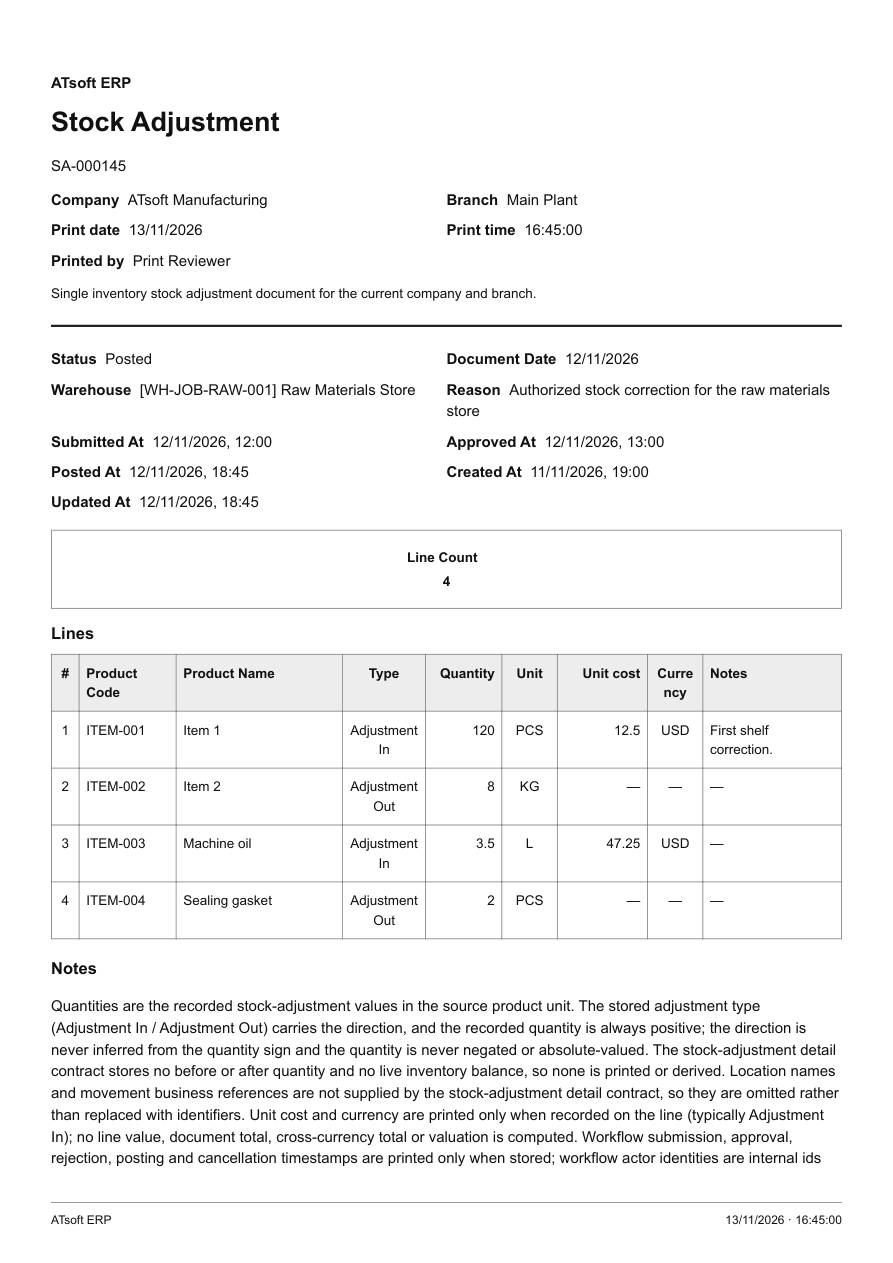 ATsoft ERP
Stock Adjustment
SA-000145
Company ATsoft Manufacturing
Branch Main Plant
Print date 13/11/2026
Print time 16:45:00
Printed by Print Reviewer
Single inventory stock adjustment document for the current company and branch.
Status Posted
Document Date 12/11/2026
Warehouse [WH-JOB-RAW-001] Raw Materials Store
Reason Authorized stock correction for the raw materials
store
Submitted At 12/11/2026, 12:00
Approved At 12/11/2026, 13:00
Posted At 12/11/2026, 18:45
Created At 11/11/2026, 19:00
Updated At 12/11/2026, 18:45
Line Count
4
Lines
# Product Code Product Name Type Quantity Unit Unit cost Curre ncy Notes
1 ITEM-001 Item 1 Adjustment In 120 PCS 12.5 USD First shelf correction.
2 ITEM-002 Item 2 Adjustment Out 8 KG — — —
3 ITEM-003 Machine oil Adjustment In 3.5 L 47.25 USD —
4 ITEM-004 Sealing gasket Adjustment Out 2 PCS — — —
Notes
Quantities are the recorded stock-adjustment values in the source product unit. The stored adjustment type
(Adjustment In / Adjustment Out) carries the direction, and the recorded quantity is always positive; the direction is
never inferred from the quantity sign and the quantity is never negated or absolute-valued. The stock-adjustment detail
contract stores no before or after quantity and no live inventory balance, so none is printed or derived. Location names
and movement business references are not supplied by the stock-adjustment detail contract, so they are omitted rather
than replaced with identifiers. Unit cost and currency are printed only when recorded on the line (typically Adjustment
In); no line value, document total, cross-currency total or valuation is computed. Workflow submission, approval,
rejection, posting and cancellation timestamps are printed only when stored; workflow actor identities are internal ids
ATsoft ERP
13/11/2026 · 16:45:00